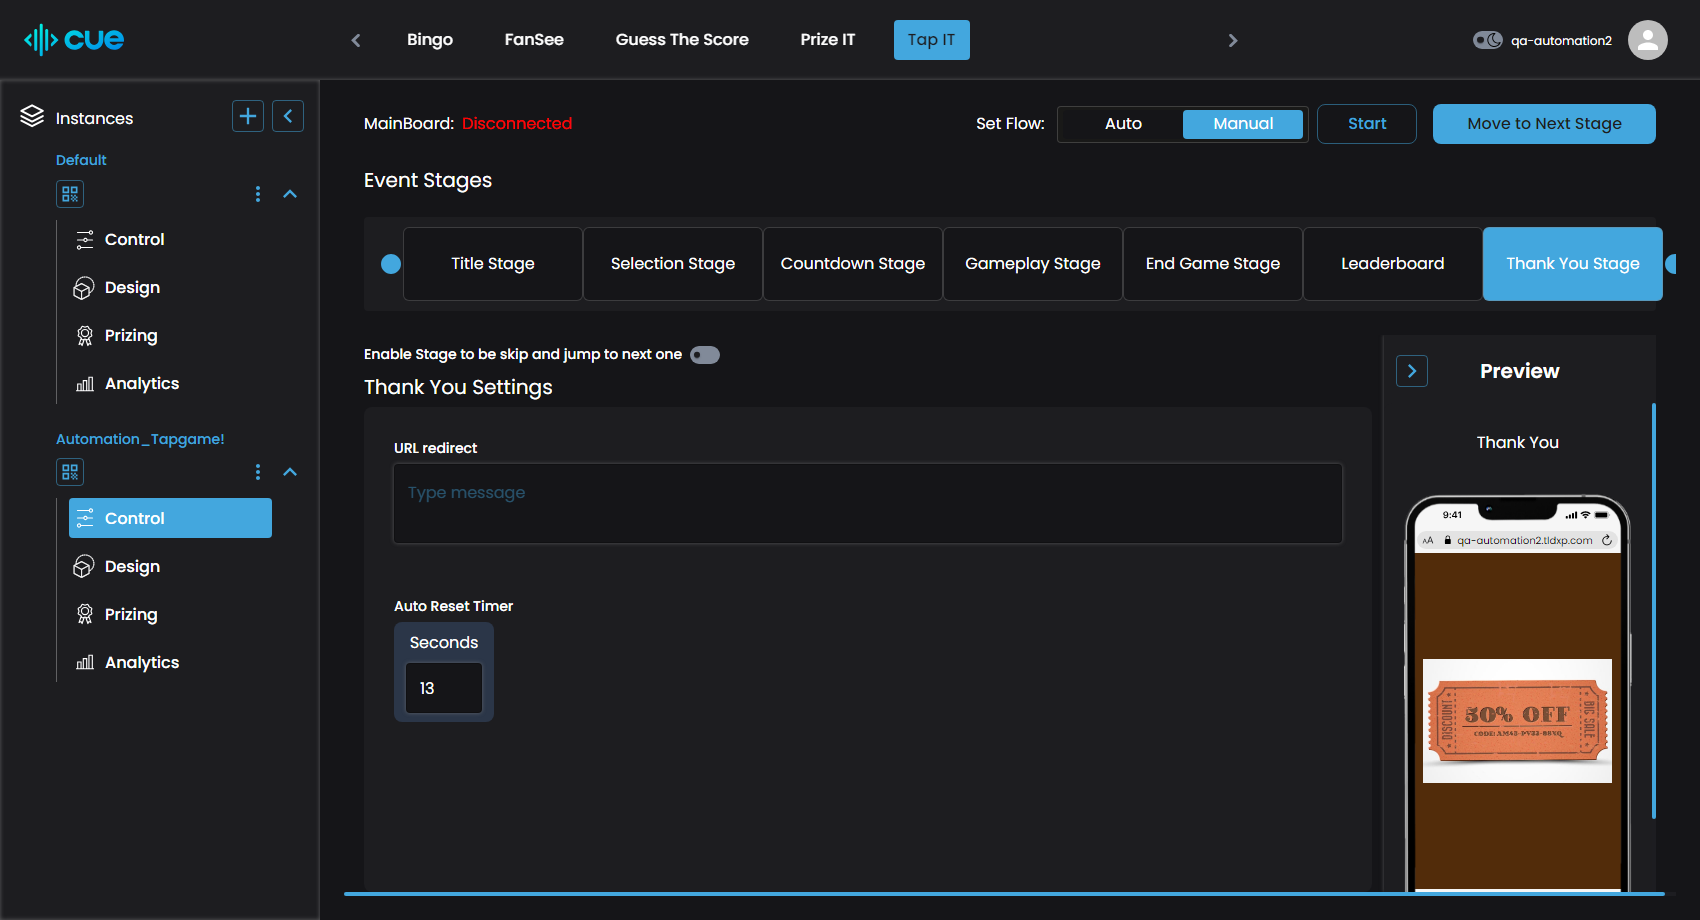 cue
Bingo
FanSee
Guess The Score
Prize IT
Tap IT
qa-automation2
Instances
Default
Control
Design
Prizing
Analytics
Automation_Tapgame!
Control
Design
Prizing
Analytics
MainBoard: Disconnected
Set Flow:
Auto
Manual
Start
Move to Next Stage
Event Stages
Title Stage
Selection Stage
Countdown Stage
Gameplay Stage
End Game Stage
Leaderboard
Thank You Stage
Enable Stage to be skip and jump to next one
Thank You Settings
URL redirect
Type message
Auto Reset Timer
Seconds
13
Preview
Thank You
9:41
AA
qa-automation2.tldxp.com
DISCOUNT
50% OFF
BIG SALE